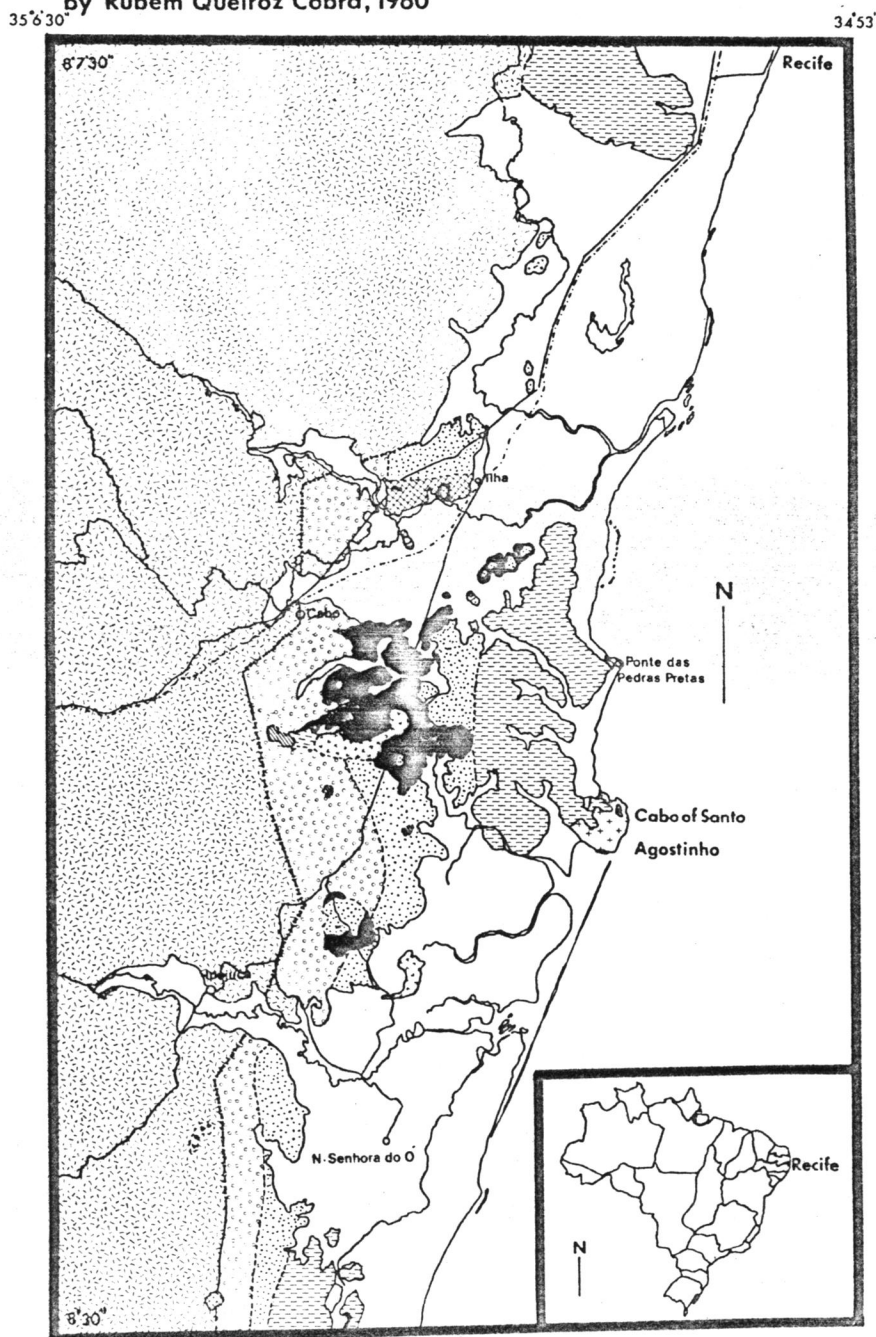 by Rubem Queiroz Cobra, 1960
35°6'30"
34°53'
8°7'30"
Recife
Ilha
Cabo
N
Ponte das
Pedras Pretas
Cabo of Santo
Agostinho
N. Senhora do Ó
Recife
N
8°30"